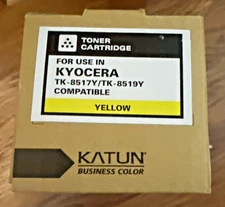 TONER
CARTRIDGE
FOR USE IN
KYOCERA
TK-8517Y/TK-8519Y
COMPATIBLE
YELLOW
KATUN
BUSINESS COLOR